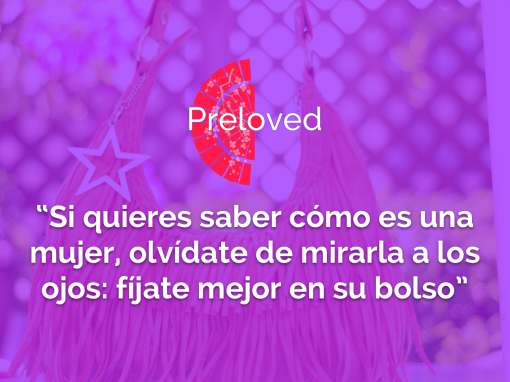 Preloved
“Si quieres saber cómo es una
mujer, olvídate de mirarla a los
ojos: fíjate mejor en su bolso”